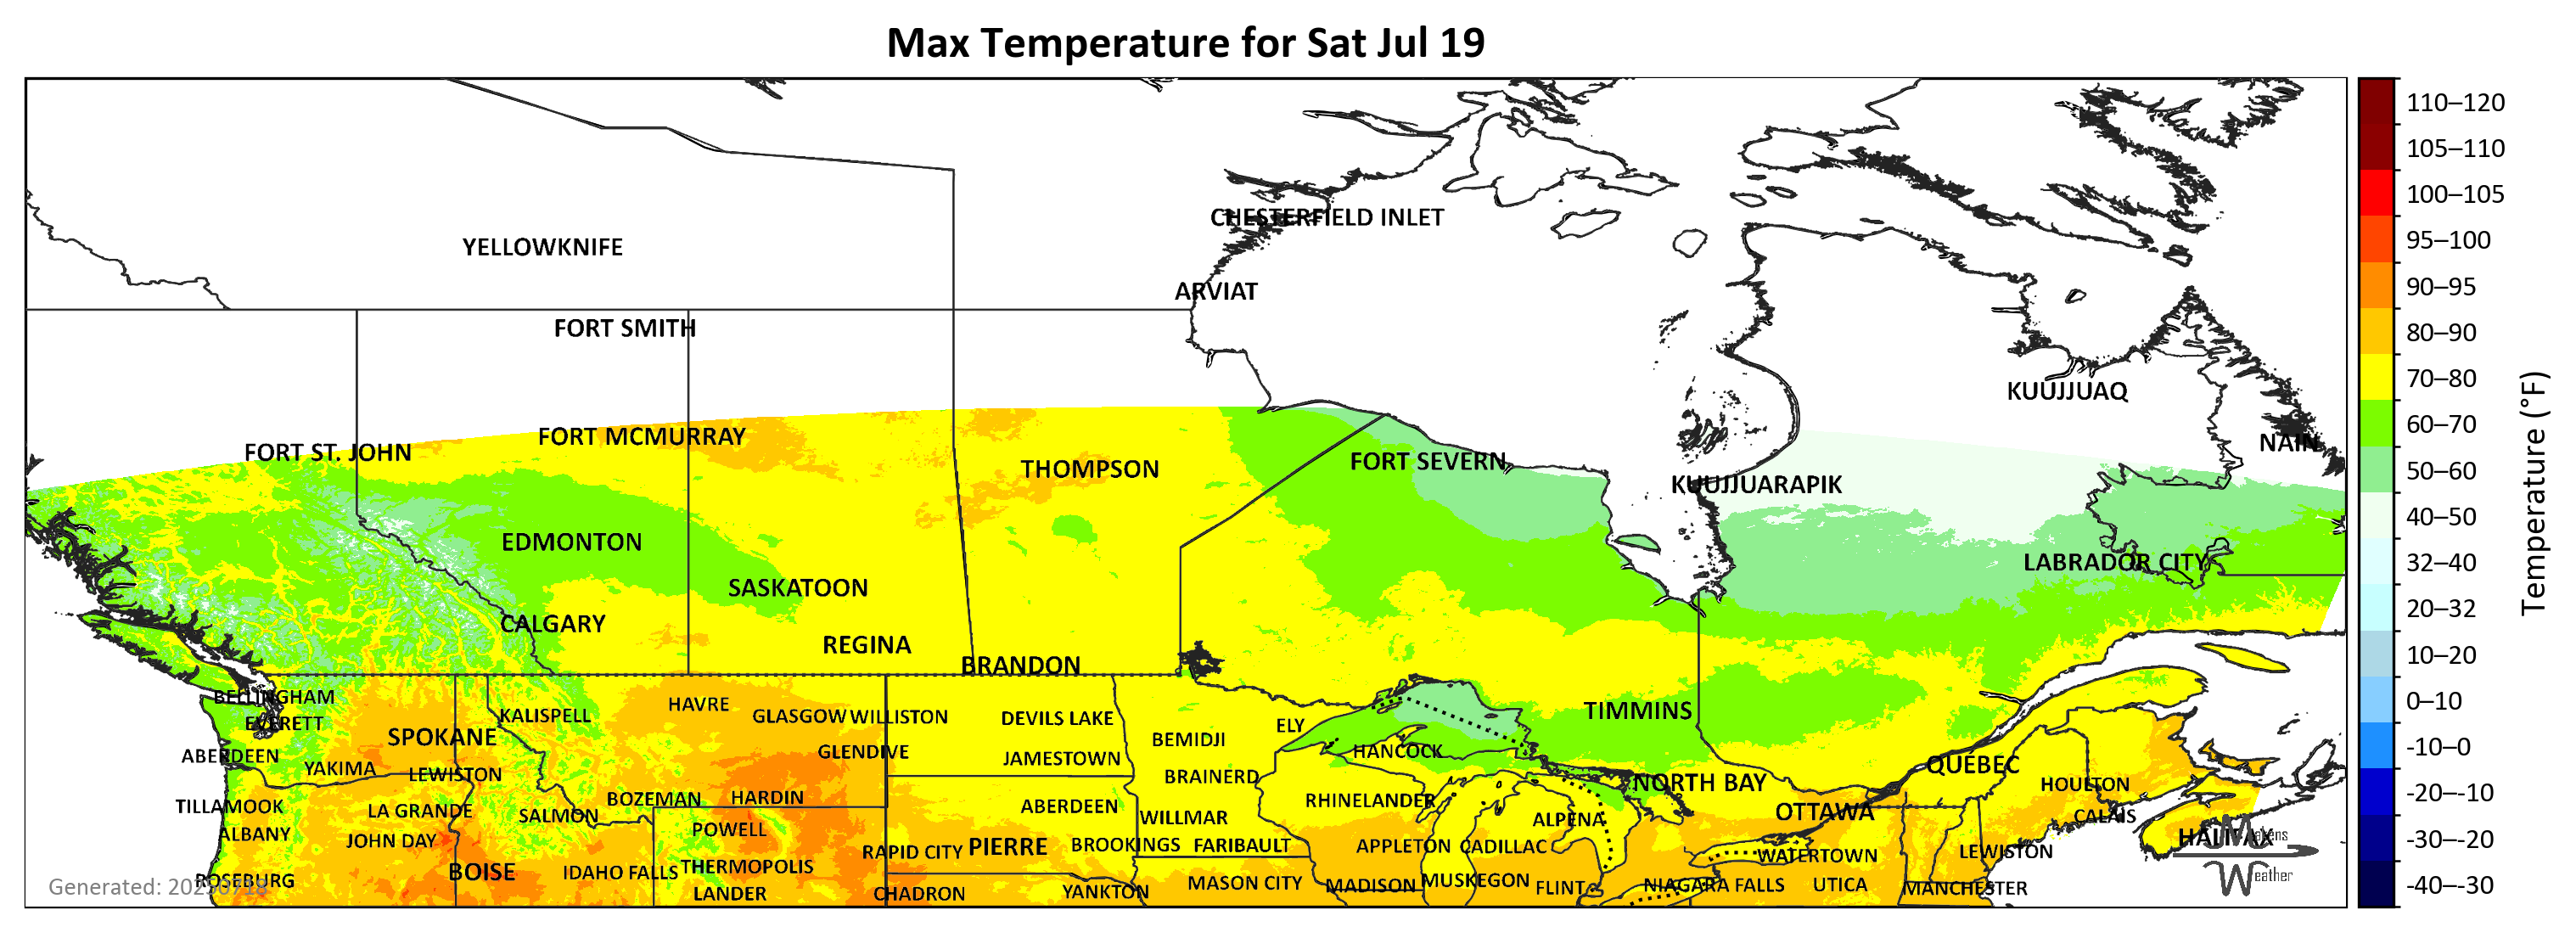 Max Temperature for Sat Jul 19
110–120
105–110
100–105
95–100
90–95
80–90
70–80
60–70
50–60
40–50
32–40
20–32
10–20
0–10
-10–0
-20–-10
-30–-20
-40–-30
Temperature (°F)
CHESTERFIELD INLET
YELLOWKNIFE
ARVIAT
FORT SMITH
KUUJJUAQ
FORT MCMURRAY
NAIN
FORT ST. JOHN
FORT SEVERN
THOMPSON
KUUJJUARAPIK
EDMONTON
LABRADOR CITY
SASKATOON
CALGARY
REGINA
BRANDON
BELLINGHAM
HAVRE
TIMMINS
KALISPELL
GLASGOW
WILLISTON
DEVILS LAKE
EVERETT
ELY
SPOKANE
BEMIDJI
HANCOCK
GLENDIVE
ABERDEEN
JAMESTOWN
QUÉBEC
YAKIMA
LEWISTON
BRAINERD
NORTH BAY
HOULTON
BOZEMAN
HARDIN
RHINELANDER
TILLAMOOK
ABERDEEN
LA GRANDE
OTTAWA
SALMON
WILLMAR
ALPENA
CALAIS
POWELL
ALBANY
HALIFAX
JOHN DAY
BROOKINGS
FARIBAULT
APPLETON
CADILLAC
PIERRE
RAPID CITY
LEWISTON
WATERTOWN
THERMOPOLIS
BOISE
IDAHO FALLS
ROSEBURG
MUSKEGON
MASON CITY
MADISON
FLINT
NIAGARA FALLS
UTICA
MANCHESTER
LANDER
CHADRON
YANKTON
Generated: 20250718
Makens
Weather